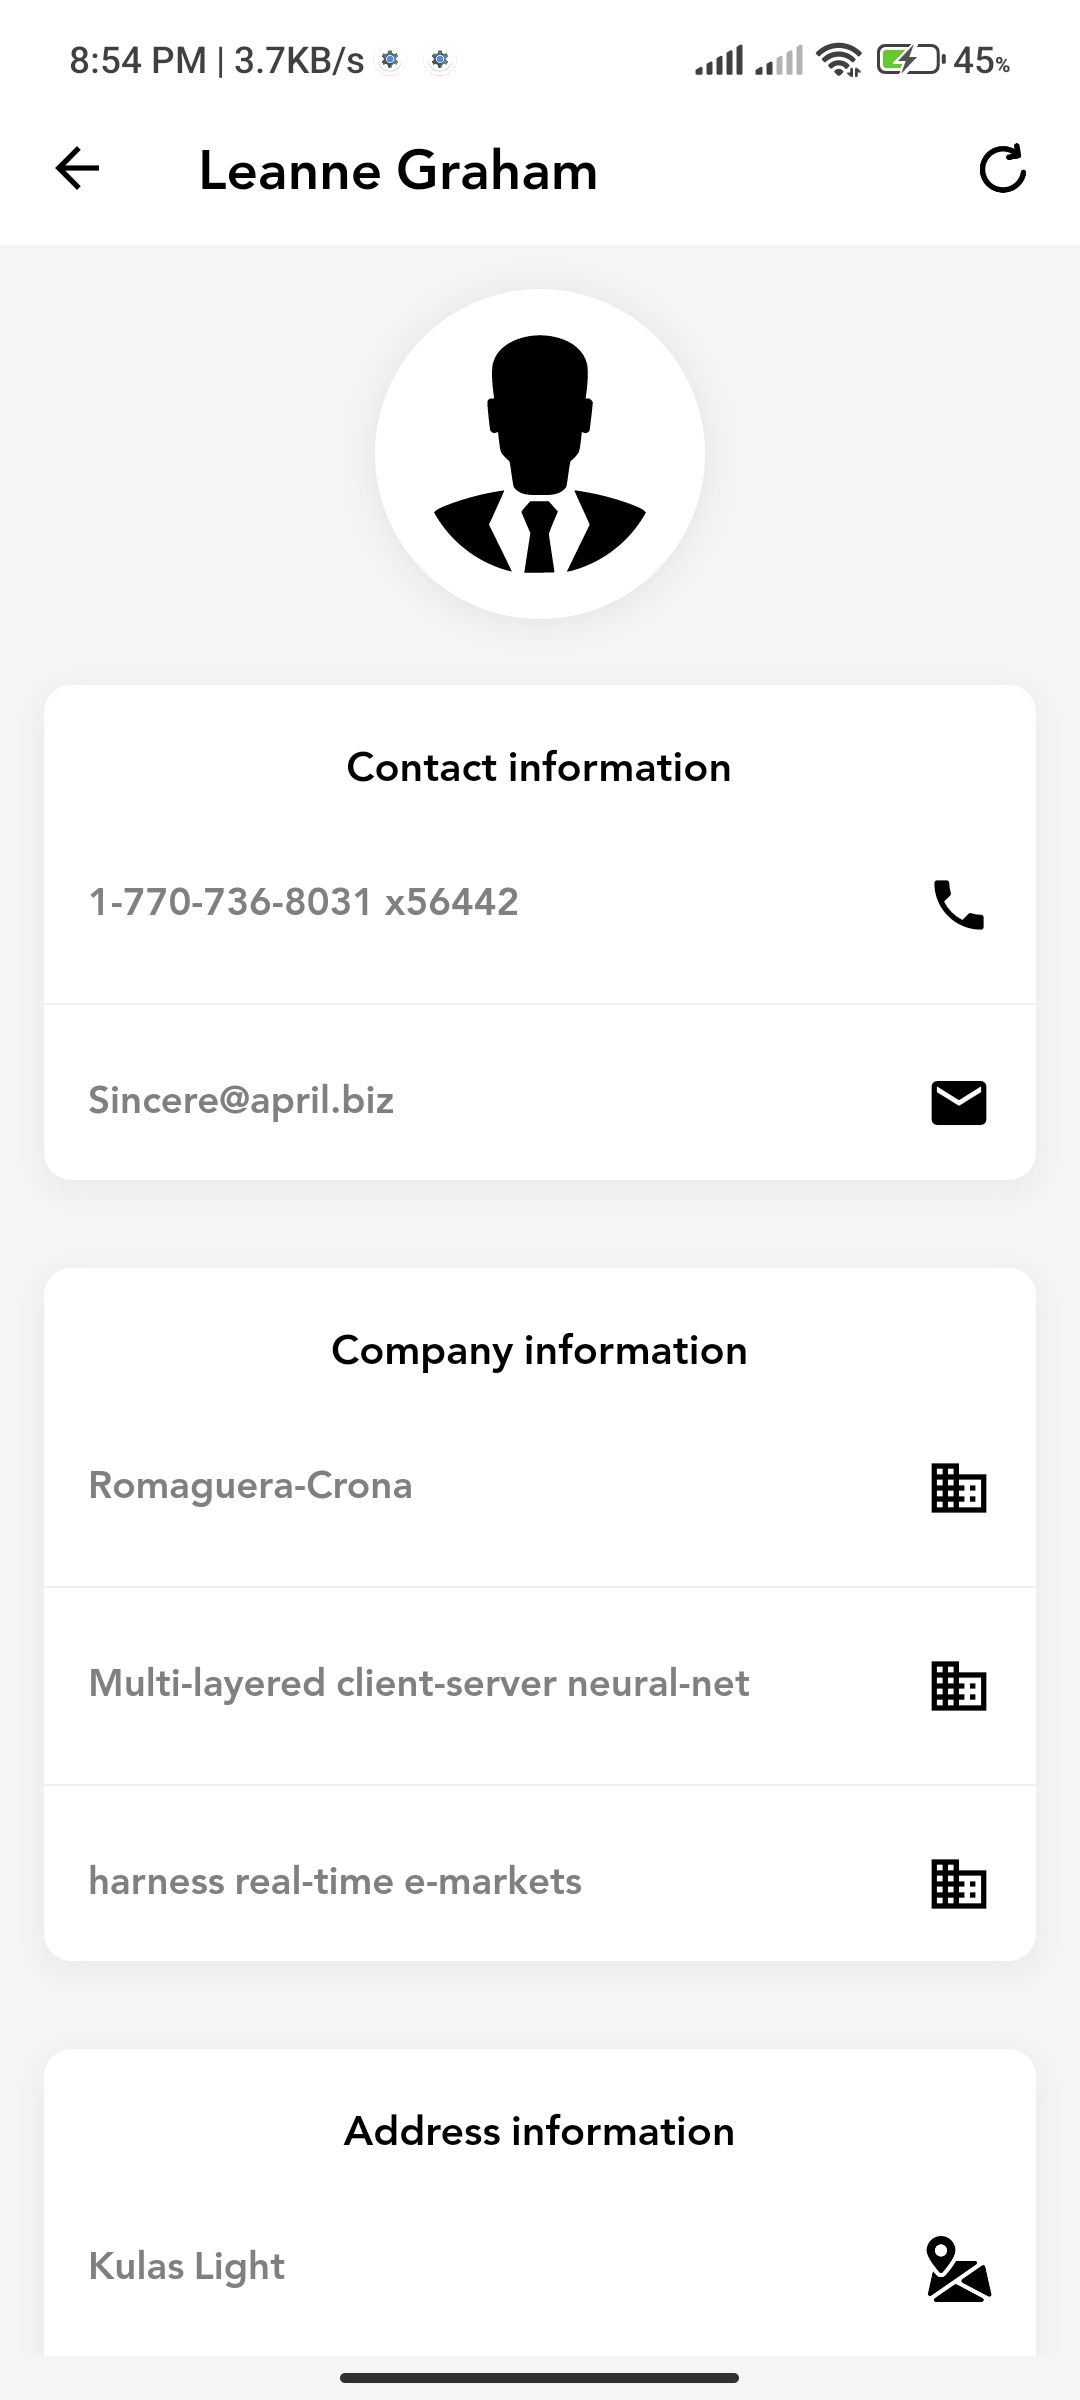 8:54 PM | 3.7KB/s 45%
Leanne Graham
Contact information
1-770-736-8031 x56442
Sincere@april.biz
Company information
Romaguera-Crona
Multi-layered client-server neural-net
harness real-time e-markets
Address information
Kulas Light